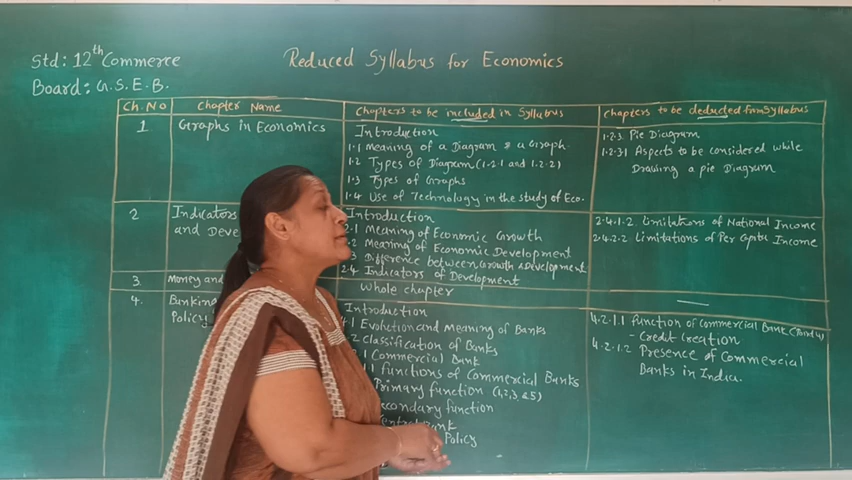 Std: 12th Commerce
Board: G.S.E.B.
Reduced Syllabus for Economics
Ch.No
Chapter Name
Chapters to be included in Syllabus
Chapters to be deducted from Syllabus
1
Graphs in Economics
Introduction
1.1 Meaning of a Diagram & a Graph.
1.2 Types of Diagram (1.2.1 and 1.2.2)
1.3 Types of Graphs
1.4 Use of Technology in the study of Eco.
1.2.3 Pie Diagram
1.2.3.1 Aspects to be considered while
Drawing a pie Diagram
2
Indicators
and Deve
Introduction
.1 Meaning of Economic Growth
.2 Meaning of Economic Development
3 Difference between Growth & Development
2.4 Indicators of Development
2.4.1.2 Limitations of National Income
2.4.2.2 Limitations of Per Capita Income
3.
Money and
Whole chapter
4.
Banking
Policy
Introduction
4.1 Evolution and Meaning of Banks
.2 Classification of Banks
.1 Commercial Bank
.1 Functions of Commercial Banks
Primary function (1,2,3,&5)
econdary function
Central Bank
Policy
4.2.1.1 Function of Commercial Bank
- Credit Creation
4.2.1.2 Presence of Commercial
Banks in India.